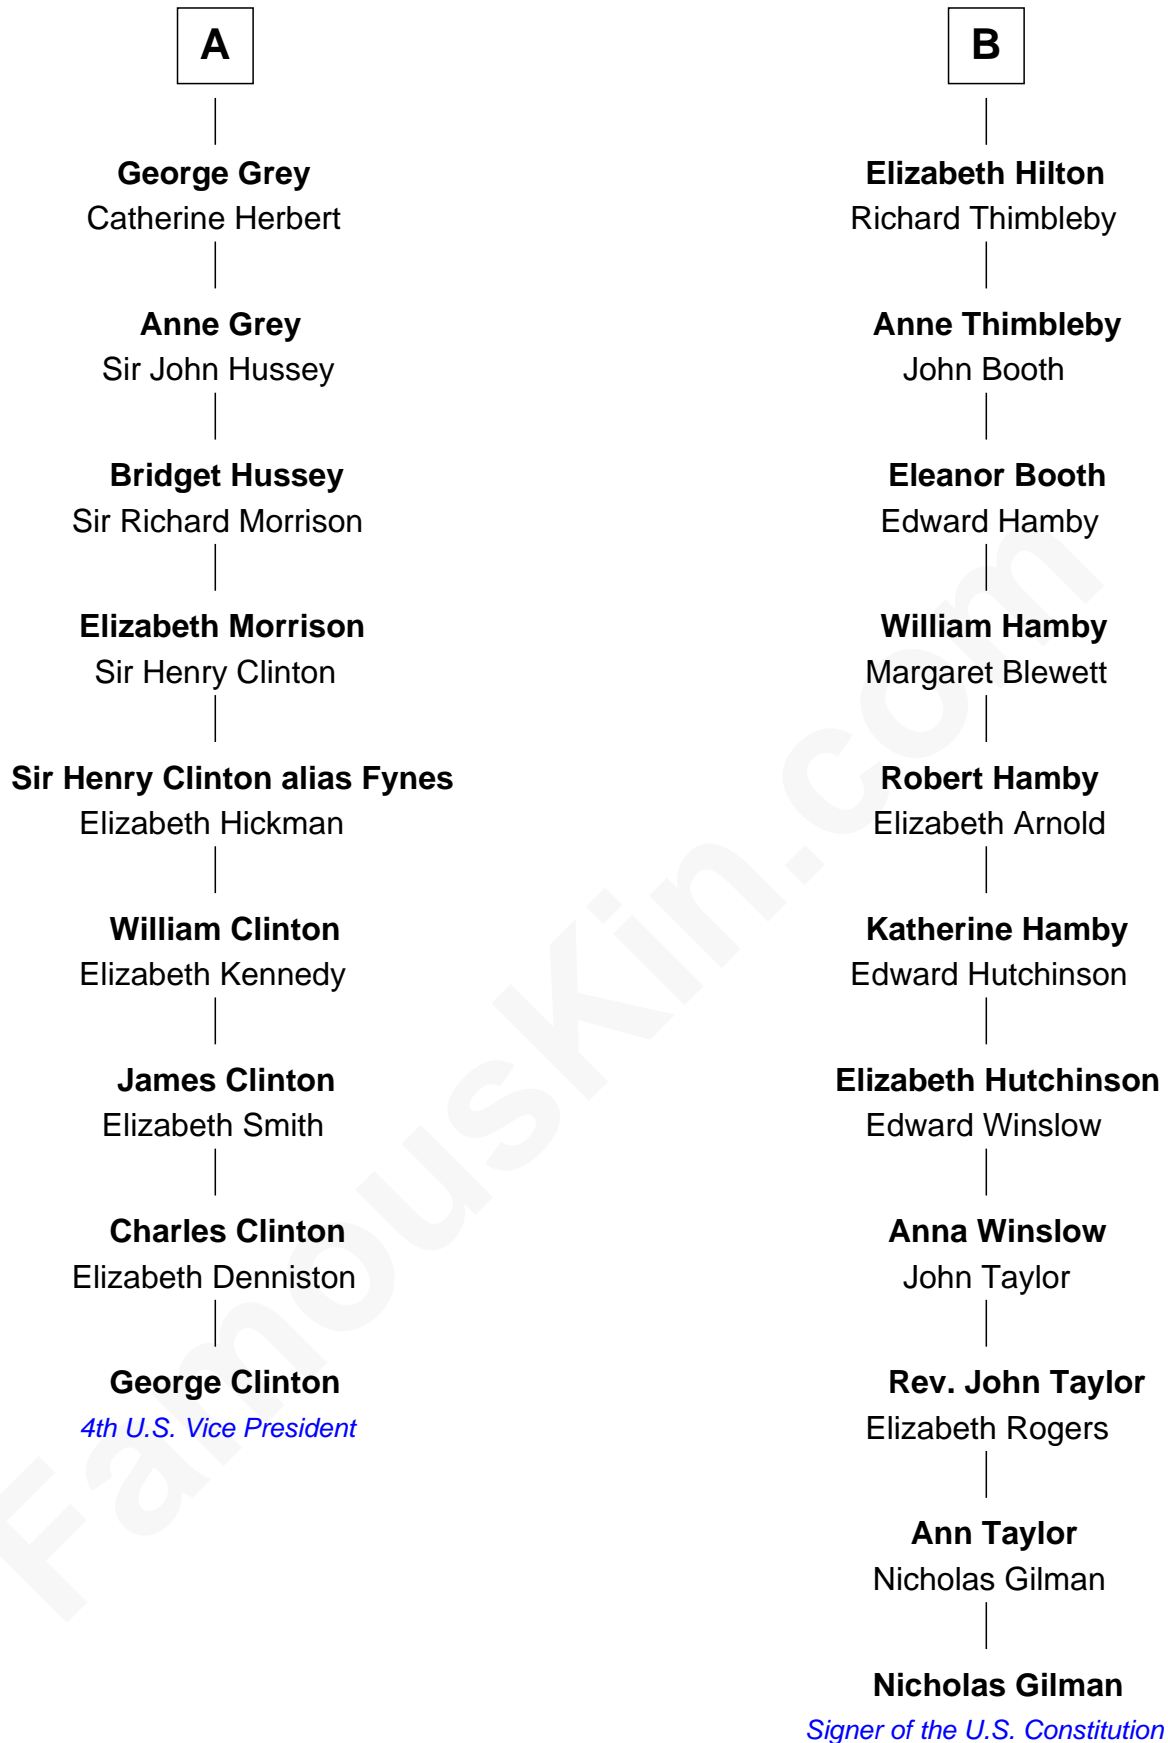 A
George Grey
Catherine Herbert
Anne Grey
Sir John Hussey
Bridget Hussey
Sir Richard Morrison
Elizabeth Morrison
Sir Henry Clinton
Sir Henry Clinton alias Fynes
Elizabeth Hickman
William Clinton
Elizabeth Kennedy
James Clinton
Elizabeth Smith
Charles Clinton
Elizabeth Denniston
George Clinton
4th U.S. Vice President
B
Elizabeth Hilton
Richard Thimbleby
Anne Thimbleby
John Booth
Eleanor Booth
Edward Hamby
William Hamby
Margaret Blewett
Robert Hamby
Elizabeth Arnold
Katherine Hamby
Edward Hutchinson
Elizabeth Hutchinson
Edward Winslow
Anna Winslow
John Taylor
Rev. John Taylor
Elizabeth Rogers
Ann Taylor
Nicholas Gilman
Nicholas Gilman
Signer of the U.S. Constitution
FamousKin.com